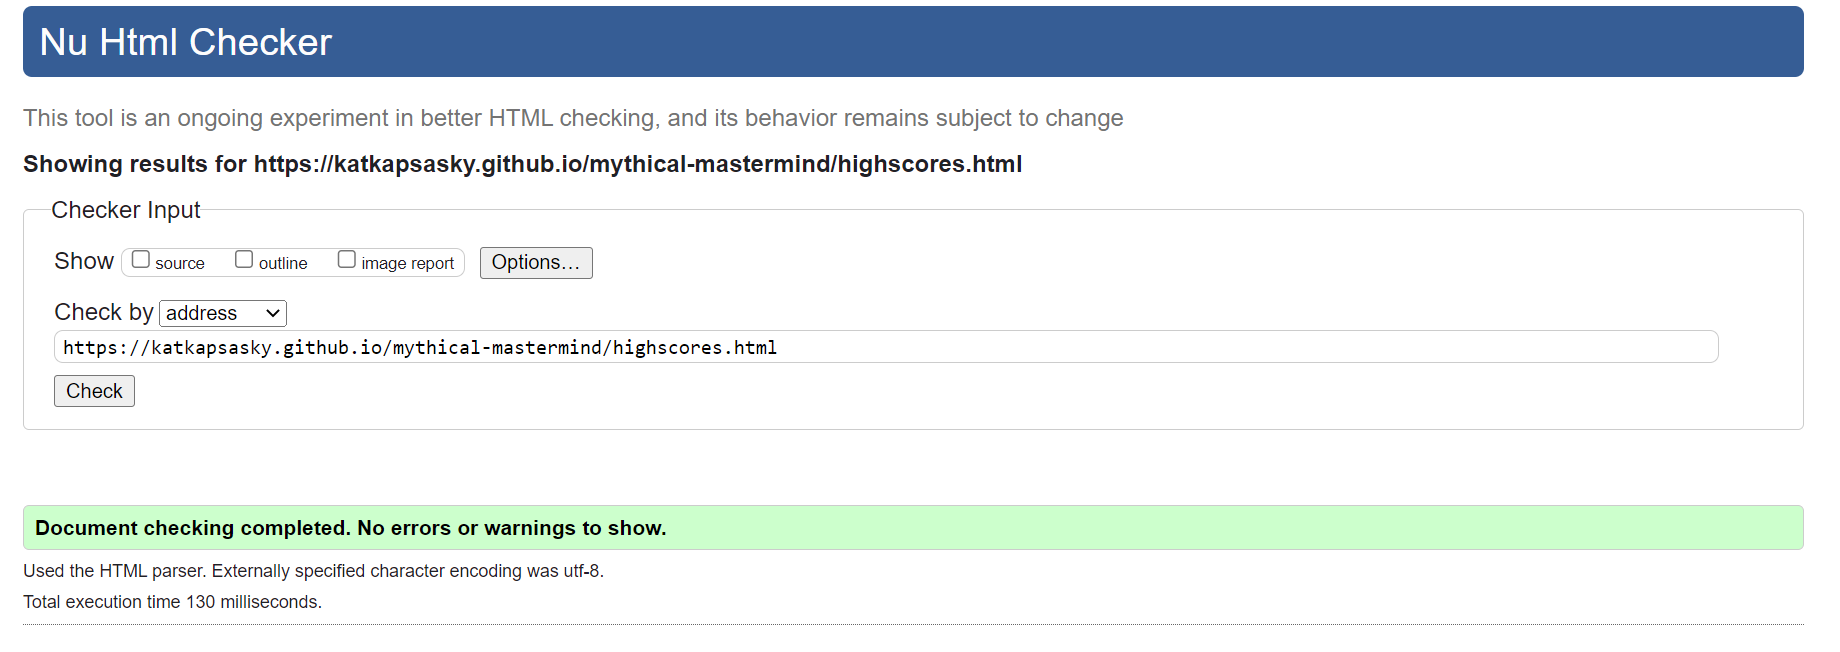 Nu Html Checker
This tool is an ongoing experiment in better HTML checking, and its behavior remains subject to change
Showing results for https://katkapsasky.github.io/mythical-mastermind/highscores.html
Checker Input
Show source outline image report Options...
Check by address
https://katkapsasky.github.io/mythical-mastermind/highscores.html
Check
Document checking completed. No errors or warnings to show.
Used the HTML parser. Externally specified character encoding was utf-8.
Total execution time 130 milliseconds.